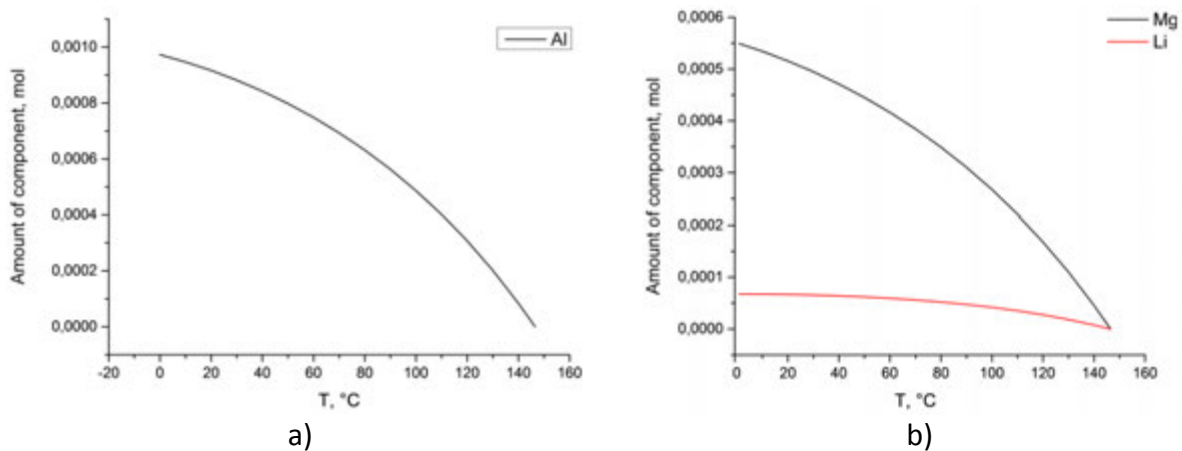 Al
0,0010
0,0008
0,0006
0,0004
0,0002
0,0000
Amount of component, mol
-20 0 20 40 60 80 100 120 140 160
T, °C
a)
Mg
Li
0,0006
0,0005
0,0004
0,0003
0,0002
0,0001
0,0000
Amount of component, mol
0 20 40 60 80 100 120 140 160
T, °C
b)